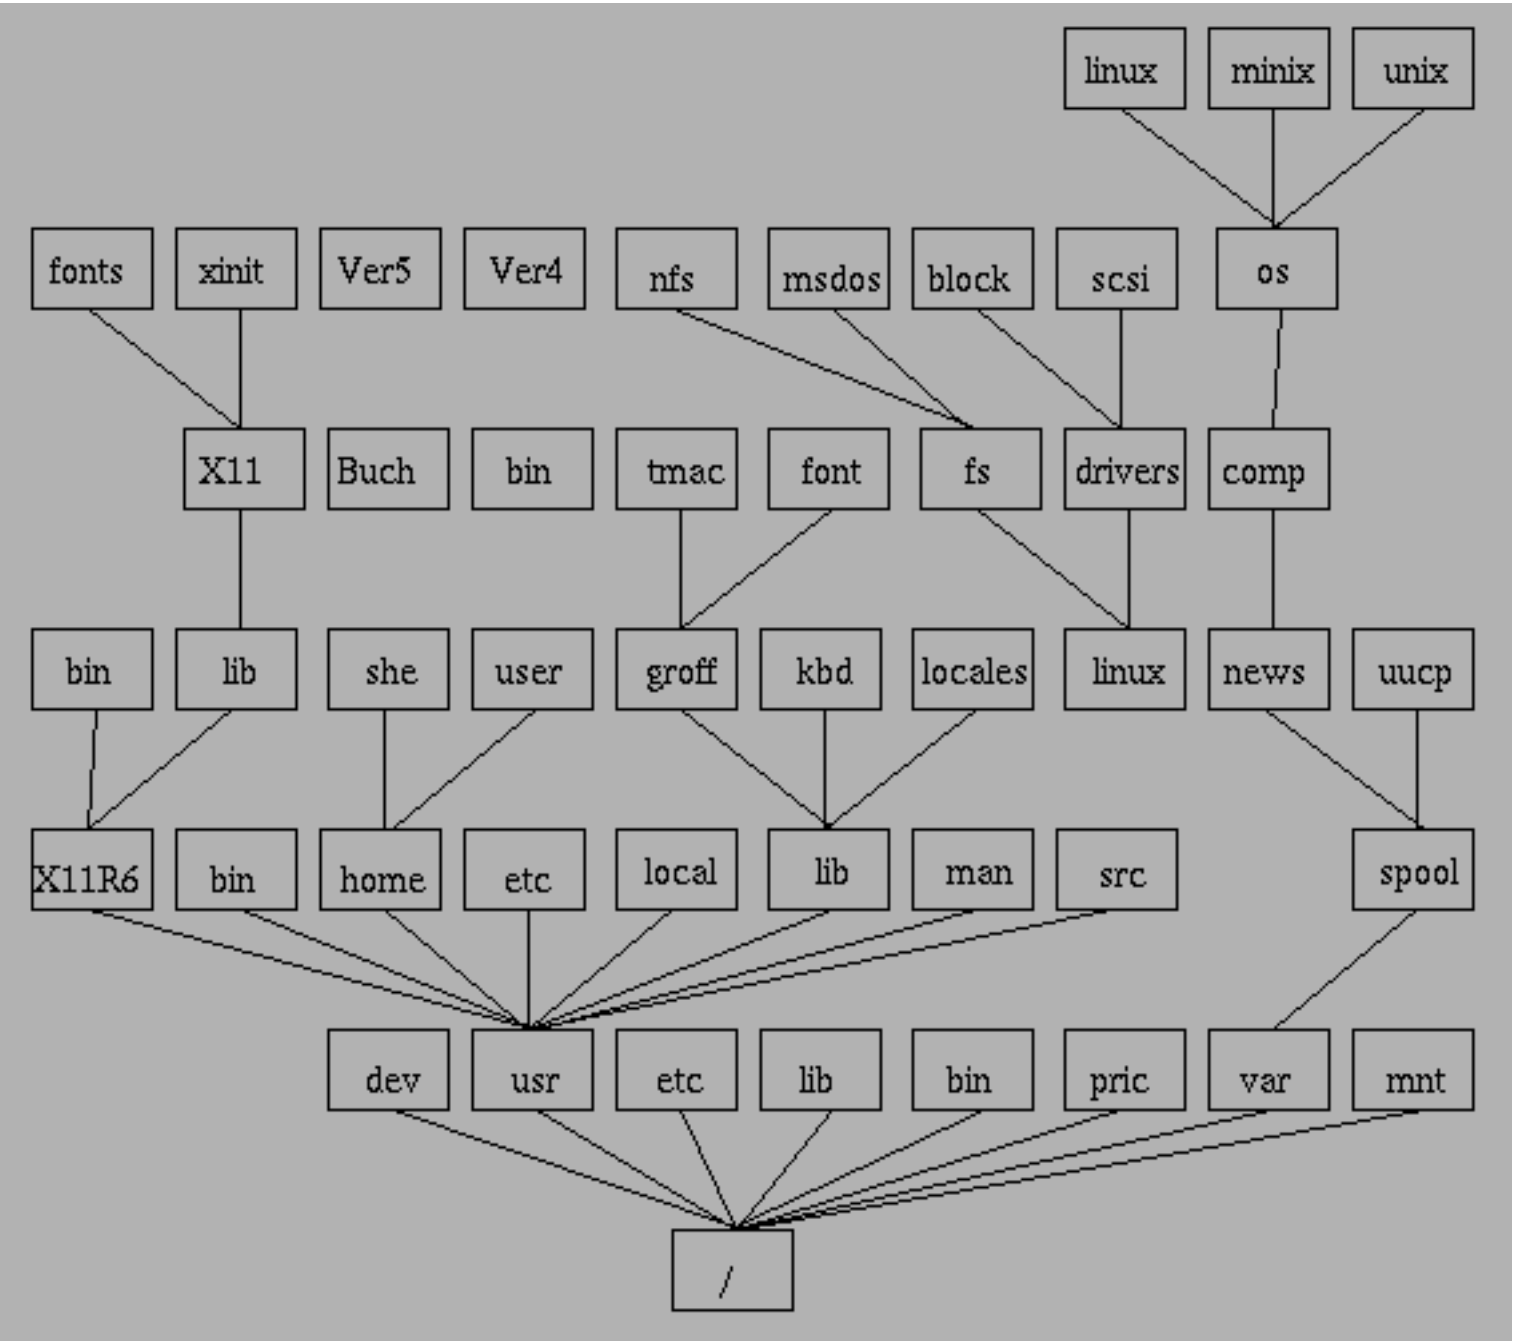 linux minix unix
fonts xinit Ver5 Ver4 nfs msdos block scsi os
X11 Buch bin tmac font fs drivers comp
bin lib she user groff kbd locales linux news uucp
X11R6 bin home etc local lib man src spool
dev usr etc lib bin pric var mnt
/